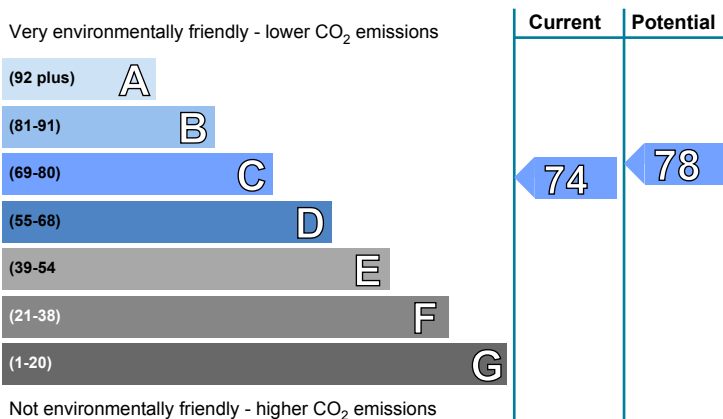 Very environmentally friendly - lower CO2 emissions
Current
Potential
(92 plus) A
(81-91) B
(69-80) C
(55-68) D
(39-54 E
(21-38) F
(1-20) G
74
78
Not environmentally friendly - higher CO2 emissions